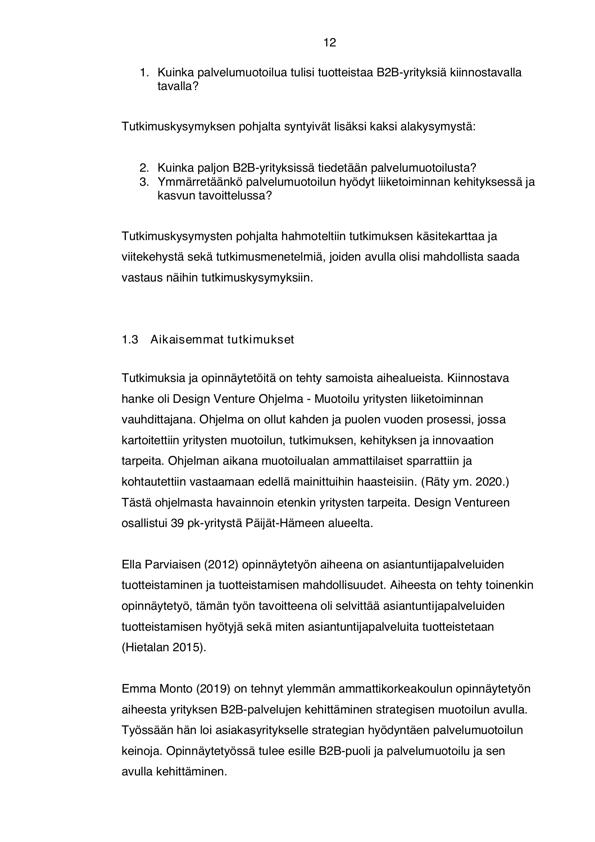 12
1. Kuinka palvelumuotoilua tulisi tuotteistaa B2B-yrityksiä kiinnostavalla
tavalla?
Tutkimuskysymyksen pohjalta syntyivät lisäksi kaksi alakysymystä:
2. Kuinka paljon B2B-yrityksissä tiedetään palvelumuotoilusta?
3. Ymmärretäänkö palvelumuotoilun hyödyt liiketoiminnan kehityksessä ja
kasvun tavoittelussa?
Tutkimuskysymysten pohjalta hahmoteltiin tutkimuksen käsitekarttaa ja
viitekehystä sekä tutkimusmenetelmiä, joiden avulla olisi mahdollista saada
vastaus näihin tutkimuskysymyksiin.
1.3 Aikaisemmat tutkimukset
Tutkimuksia ja opinnäytetöitä on tehty samoista aihealueista. Kiinnostava
hanke oli Design Venture Ohjelma - Muotoilu yritysten liiketoiminnan
vauhdittajana. Ohjelma on ollut kahden ja puolen vuoden prosessi, jossa
kartoitettiin yritysten muotoilun, tutkimuksen, kehityksen ja innovaation
tarpeita. Ohjelman aikana muotoilualan ammattilaiset sparrattiin ja
kohtautettiin vastaamaan edellä mainittuihin haasteisiin. (Räty ym. 2020.)
Tästä ohjelmasta havainnoin etenkin yritysten tarpeita. Design Ventureen
osallistui 39 pk-yritystä Päijät-Hämeen alueelta.
Ella Parviaisen (2012) opinnäytetyön aiheena on asiantuntijapalveluiden
tuotteistaminen ja tuotteistamisen mahdollisuudet. Aiheesta on tehty toinenkin
opinnäytetyö, tämän työn tavoitteena oli selvittää asiantuntijapalveluiden
tuotteistamisen hyötyjä sekä miten asiantuntijapalveluita tuotteistetaan
(Hietalan 2015).
Emma Monto (2019) on tehnyt ylemmän ammattikorkeakoulun opinnäytetyön
aiheesta yrityksen B2B-palvelujen kehittäminen strategisen muotoilun avulla.
Työssään hän loi asiakasyritykselle strategian hyödyntäen palvelumuotoilun
keinoja. Opinnäytetyössä tulee esille B2B-puoli ja palvelumuotoilu ja sen
avulla kehittäminen.